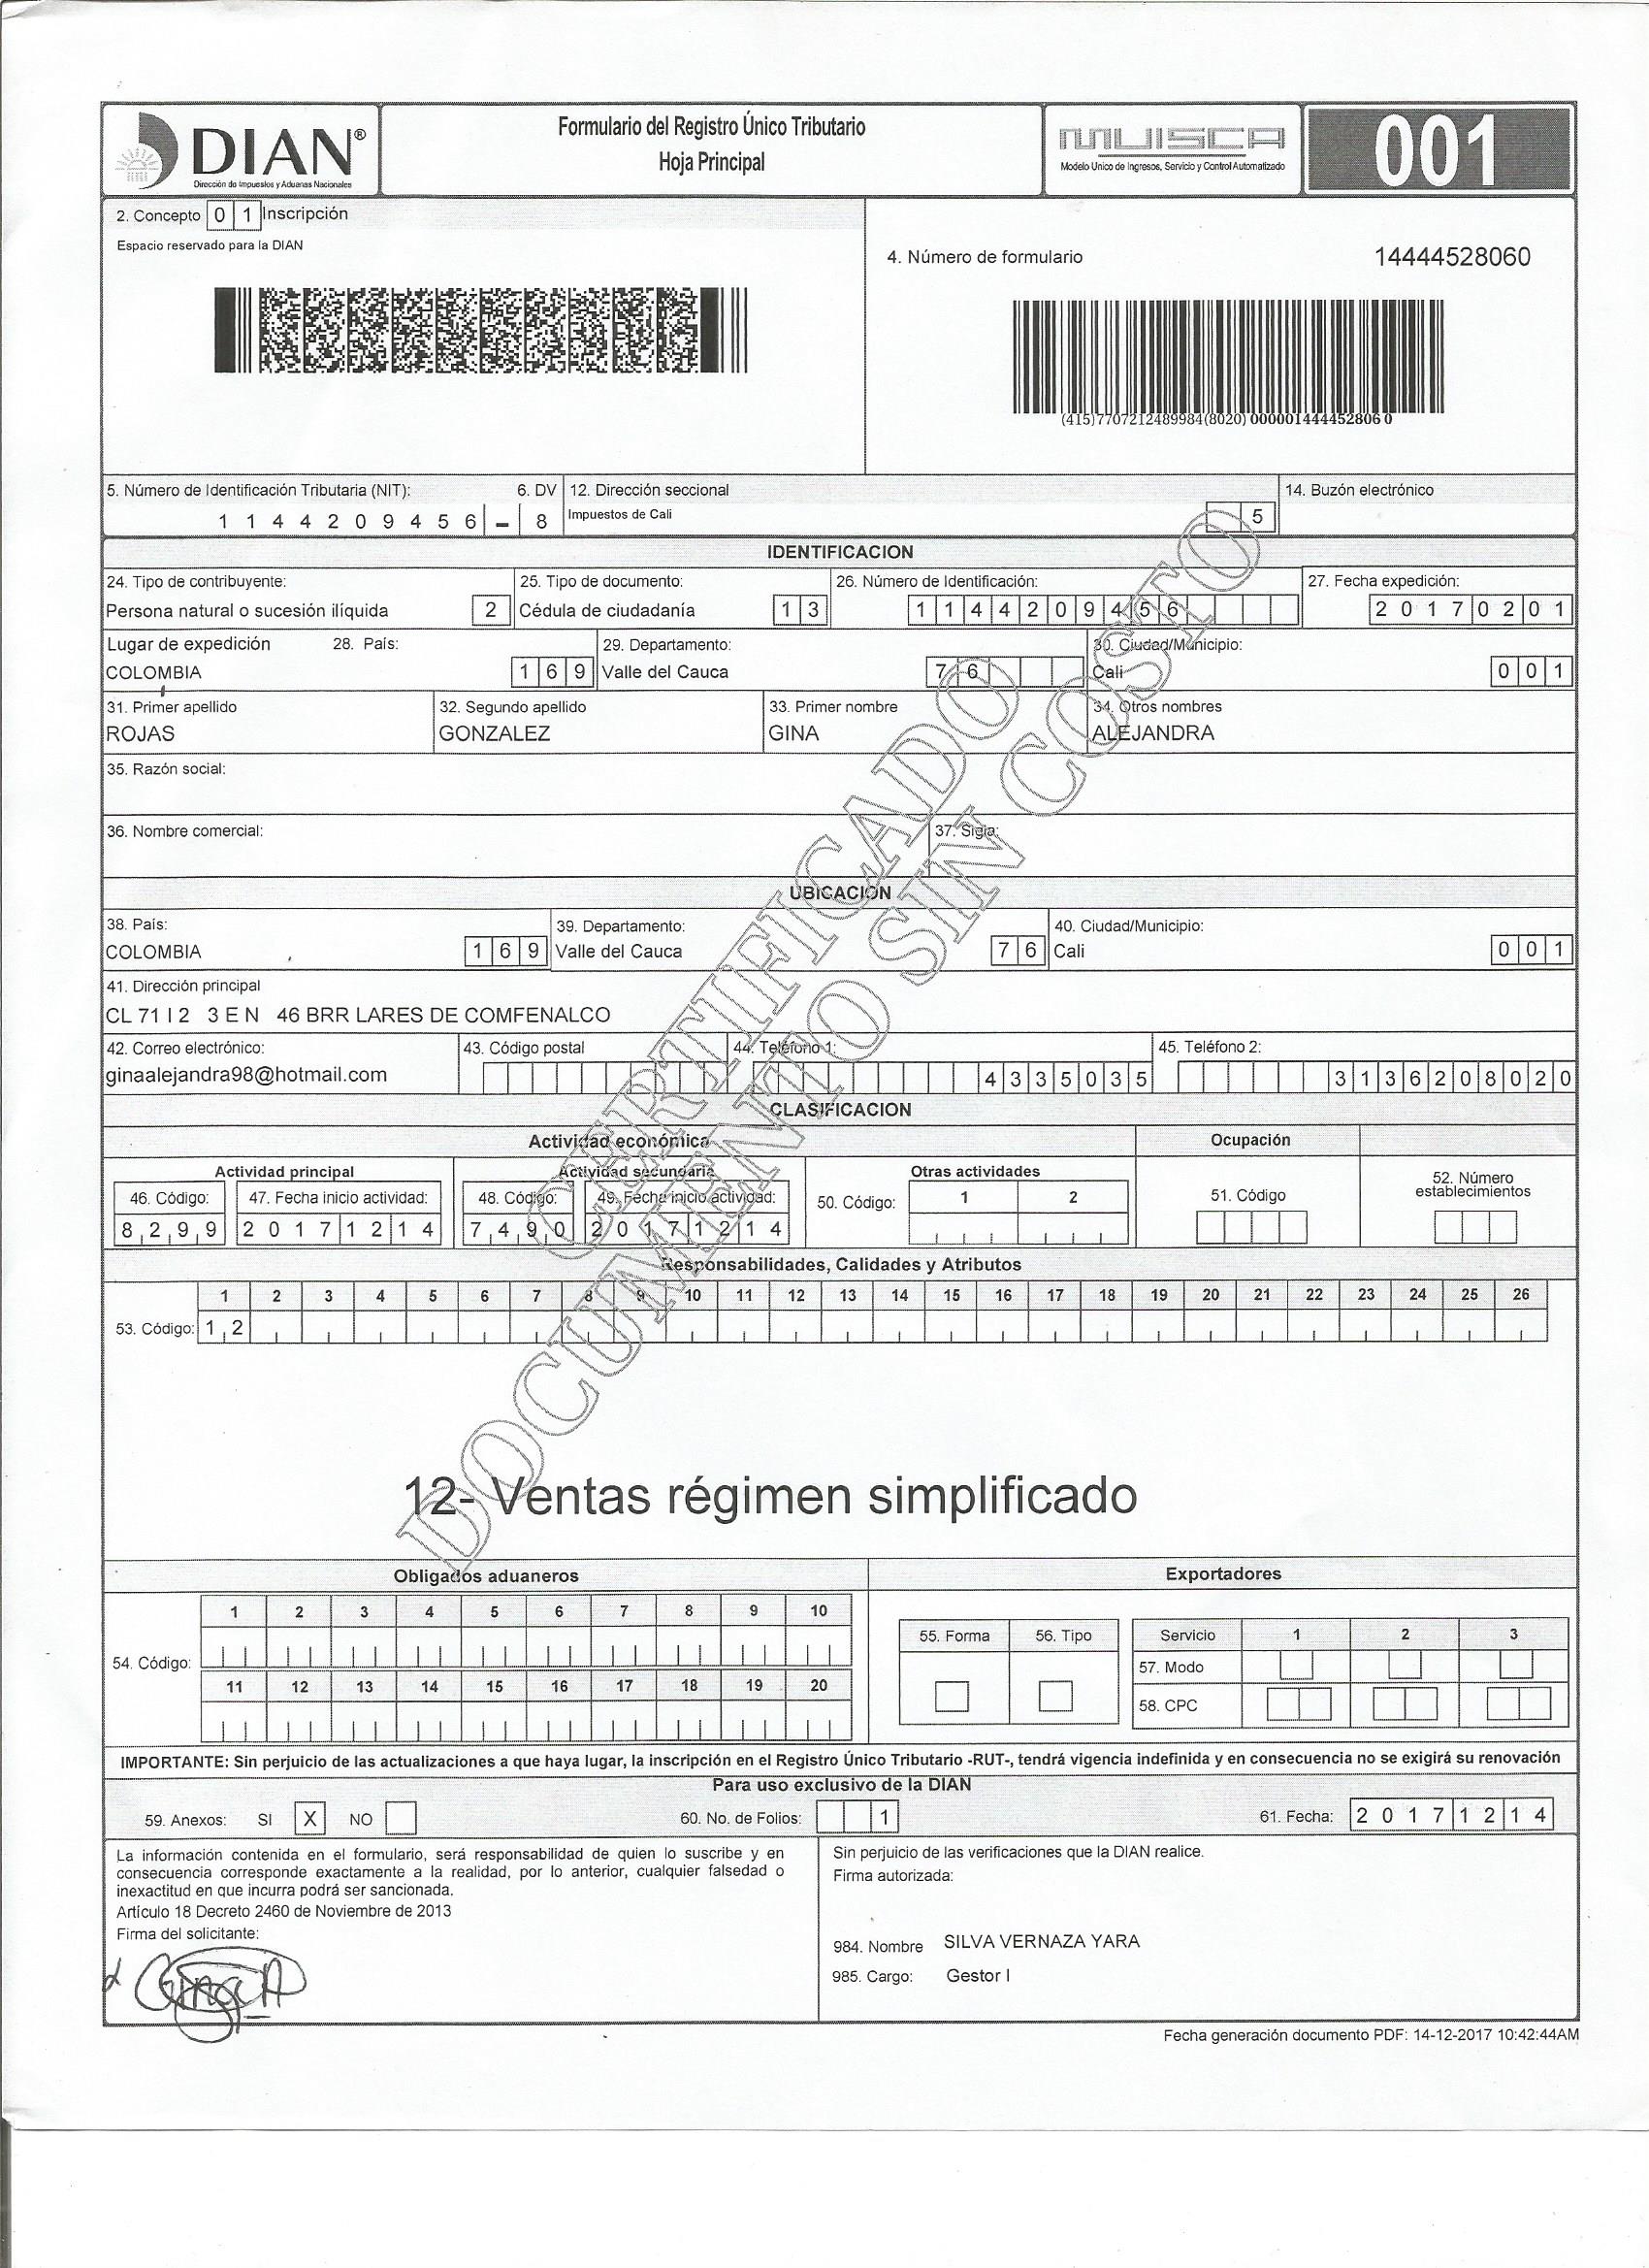 DIAN®
Dirección de Impuestos y Aduanas Nacionales
Formulario del Registro Único Tributario
Hoja Principal
MUISCA
Modelo Unico de Ingresos, Servicio y Control Automatizado
001
2. Concepto 0 1 Inscripción
Espacio reservado para la DIAN
4. Número de formulario 14444528060
(415)7707212489984(8020) 0000014444528060
5. Número de Identificación Tributaria (NIT): 6. DV 12. Dirección seccional 14. Buzón electrónico
1 1 4 4 2 0 9 4 5 6 - 8 Impuestos de Cali 5
IDENTIFICACION
24. Tipo de contribuyente: 25. Tipo de documento: 26. Número de Identificación: 27. Fecha expedición:
Persona natural o sucesión ilíquida 2 Cédula de ciudadanía 1 3 1 1 4 4 2 0 9 4 5 6 2 0 1 7 0 2 0 1
Lugar de expedición 28. País: 29. Departamento: 30. Ciudad/Municipio:
COLOMBIA 1 6 9 Valle del Cauca 7 6 Cali 0 0 1
31. Primer apellido 32. Segundo apellido 33. Primer nombre 34. Otros nombres
ROJAS GONZALEZ GINA ALEJANDRA
35. Razón social:
36. Nombre comercial: 37. Sigla:
UBICACION
38. País: 39. Departamento: 40. Ciudad/Municipio:
COLOMBIA 1 6 9 Valle del Cauca 7 6 Cali 0 0 1
41. Dirección principal
CL 71 I 2 3 E N 46 BRR LARES DE COMFENALCO
42. Correo electrónico: 43. Código postal 44. Teléfono 1: 45. Teléfono 2:
ginaalejandra98@hotmail.com 4 3 3 5 0 3 5 3 1 3 6 2 0 8 0 2 0
CLASIFICACION
Actividad económica Ocupación
Actividad principal Actividad secundaria Otras actividades 52. Número establecimientos
46. Código: 47. Fecha inicio actividad: 48. Código: 49. Fecha inicio actividad: 50. Código: 1 2 51. Código
8 2 9 9 2 0 1 7 1 2 1 4 7 4 9 0 2 0 1 7 1 2 1 4
Responsabilidades, Calidades y Atributos
1 2 3 4 5 6 7 8 9 10 11 12 13 14 15 16 17 18 19 20 21 22 23 24 25 26
53. Código: 1 2
12- Ventas régimen simplificado
CERTIFICADO
DOCUMENTO SIN COSTO
Obligados aduaneros Exportadores
1 2 3 4 5 6 7 8 9 10
54. Código:
11 12 13 14 15 16 17 18 19 20
55. Forma 56. Tipo Servicio 1 2 3
57. Modo
58. CPC
IMPORTANTE: Sin perjuicio de las actualizaciones a que haya lugar, la inscripción en el Registro Único Tributario -RUT-, tendrá vigencia indefinida y en consecuencia no se exigirá su renovación
Para uso exclusivo de la DIAN
59. Anexos: SI X NO 60. No. de Folios: 1 61. Fecha: 2 0 1 7 1 2 1 4
La información contenida en el formulario, será responsabilidad de quien lo suscribe y en
consecuencia corresponde exactamente a la realidad, por lo anterior, cualquier falsedad o
inexactitud en que incurra podrá ser sancionada.
Artículo 18 Decreto 2460 de Noviembre de 2013
Firma del solicitante:
Gina A
Sin perjuicio de las verificaciones que la DIAN realice.
Firma autorizada:
984. Nombre SILVA VERNAZA YARA
985. Cargo: Gestor I
Fecha generación documento PDF: 14-12-2017 10:42:44AM